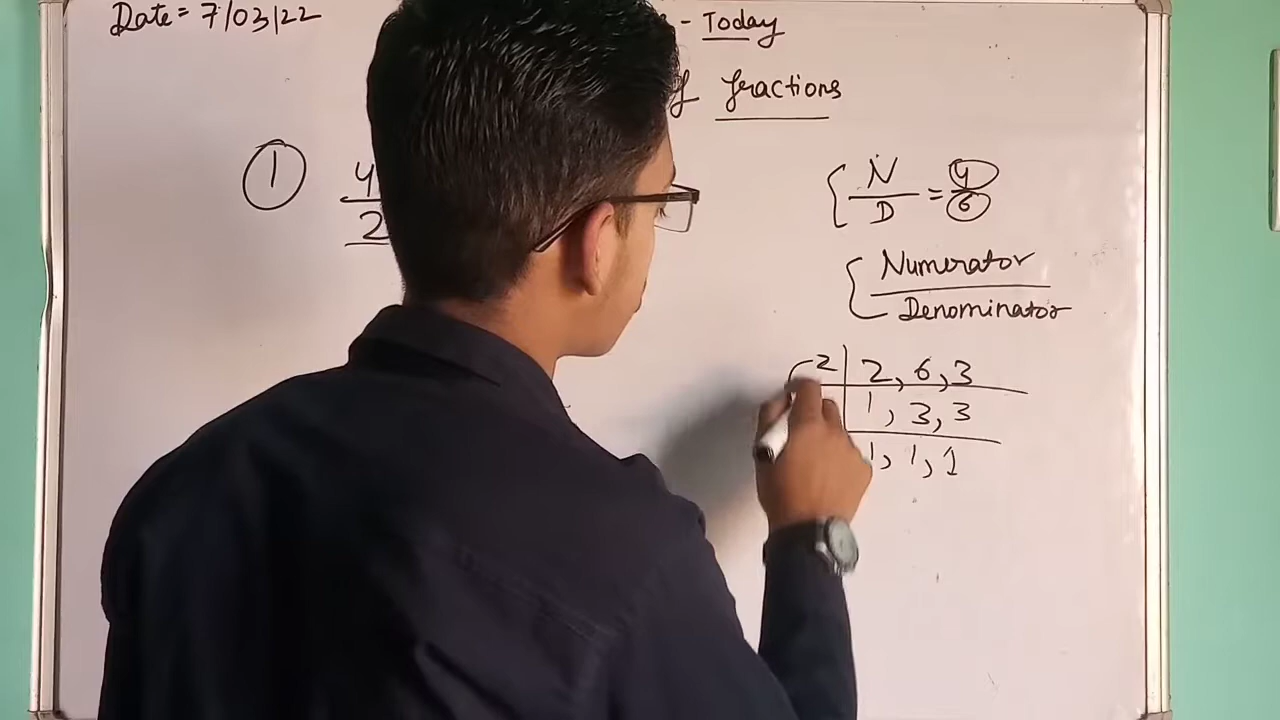 Date = 7/03/22
- Today
fractions
1
4
2
N
D
= 4
6
Numerator
Denominator
2 | 2, 6, 3
1, 3, 3
1, 1, 1